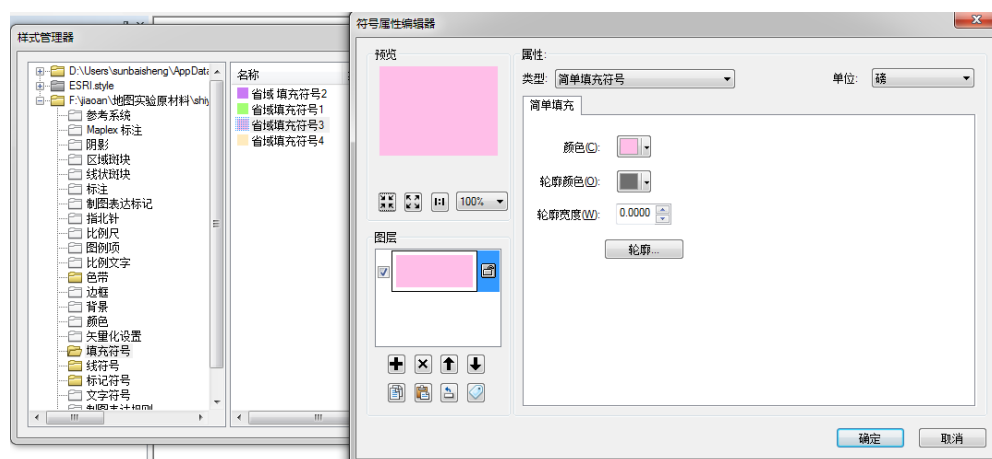 样式管理器
D:\Users\sunbaisheng\AppData
ESRI.style
F:\jiaoan\地图实验原材料\shiy
参考系统
Maplex 标注
阴影
区域斑块
线状斑块
标注
制图表达标记
指北针
比例尺
图例项
比例文字
色带
边框
背景
颜色
矢量化设置
填充符号
线符号
标记符号
文字符号
制图表达规则
名称
省域 填充符号2
省域填充符号1
省域填充符号3
省域填充符号4
符号属性编辑器
预览
1:1
100%
图层
属性:
类型:
简单填充符号
单位:
磅
简单填充
颜色(C):
轮廓颜色(O):
轮廓宽度(W):
0.0000
轮廓...
确定
取消